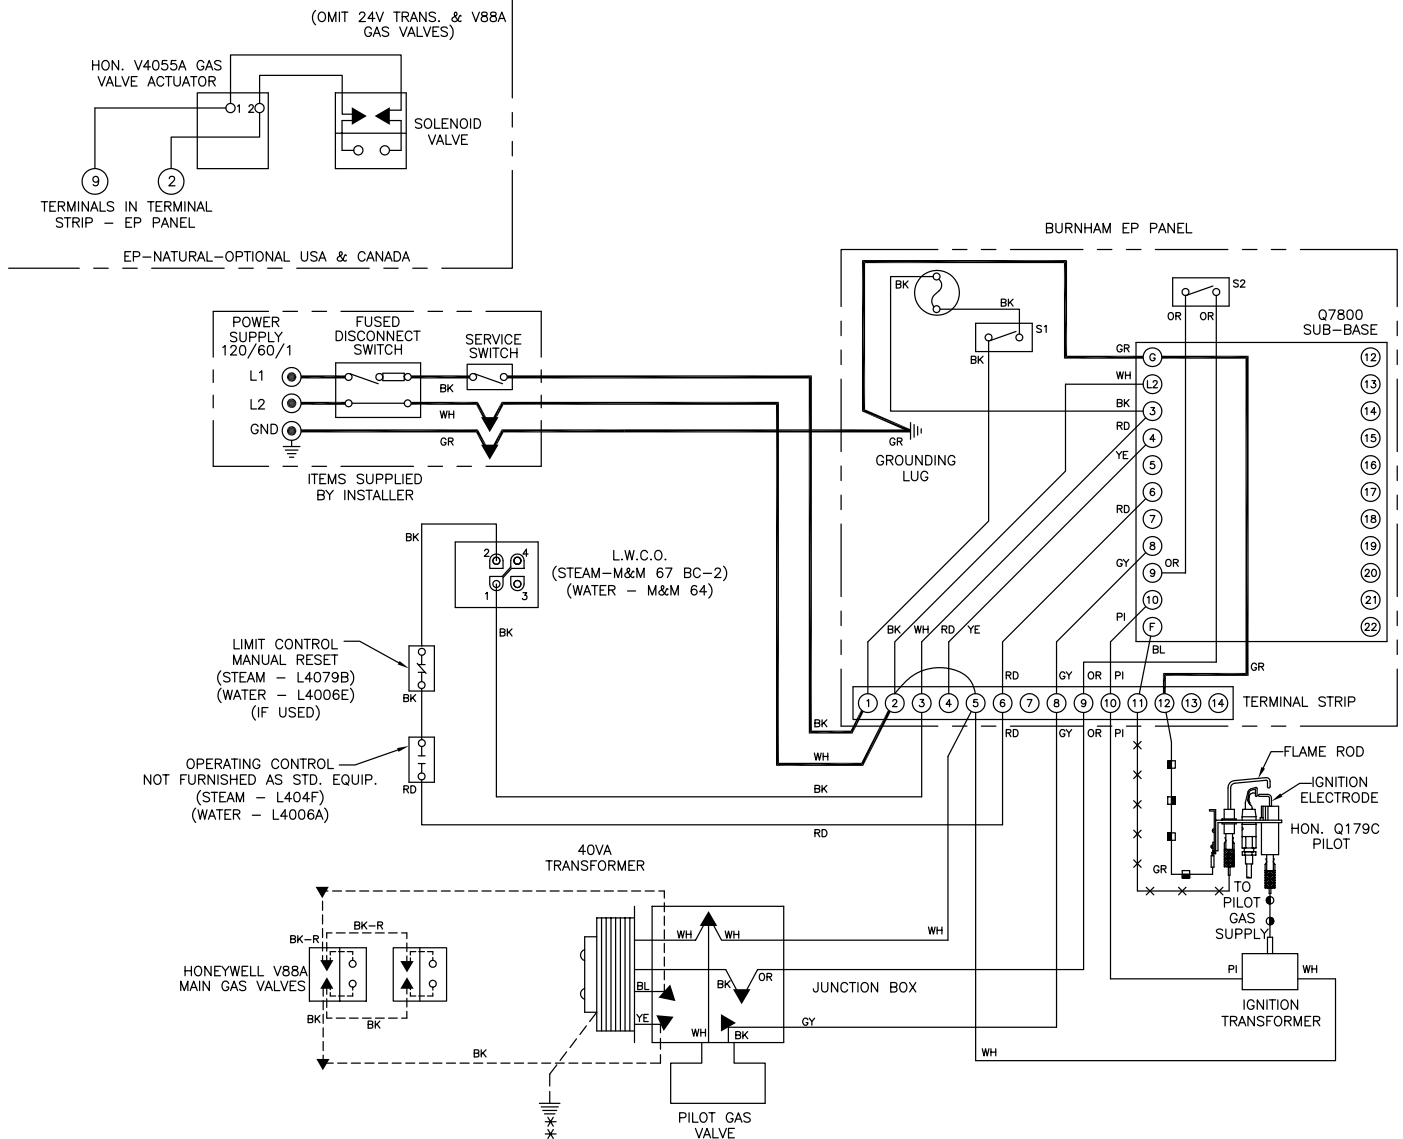 (OMIT 24V TRANS. & V88A
GAS VALVES)
HON. V4055A GAS
VALVE ACTUATOR
1 2
SOLENOID
VALVE
9
2
TERMINALS IN TERMINAL
STRIP – EP PANEL
EP–NATURAL–OPTIONAL USA & CANADA
BURNHAM EP PANEL
BK
BK
S1
BK
S2
OR
OR
Q7800
SUB-BASE
POWER
SUPPLY
120/60/1
FUSED
DISCONNECT
SWITCH
SERVICE
SWITCH
L1
L2
GND
BK
WH
GR
ITEMS SUPPLIED
BY INSTALLER
GR
GROUNDING
LUG
GR
WH
BK
RD
YE
RD
GY
OR
PI
BL
G
L2
3
4
5
6
7
8
9
10
F
12
13
14
15
16
17
18
19
20
21
22
GR
BK
2
4
1
3
L.W.C.O.
(STEAM–M&M 67 BC–2)
(WATER – M&M 64)
BK
LIMIT CONTROL
MANUAL RESET
(STEAM – L4079B)
(WATER – L4006E)
(IF USED)
BK
OPERATING CONTROL
NOT FURNISHED AS STD. EQUIP.
(STEAM – L404F)
(WATER – L4006A)
RD
BK WH RD YE
RD GY OR PI
1 2 3 4 5 6 7 8 9 10 11 12 13 14
TERMINAL STRIP
BK
WH
BK
RD
RD GY OR PI
FLAME ROD
IGNITION
ELECTRODE
HON. Q179C
PILOT
GR
TO
PILOT
GAS
SUPPLY
40VA
TRANSFORMER
BK–R
BK–R
HONEYWELL V88A
MAIN GAS VALVES
BK
BK
BK
WH WH
WH
BK OR
BL
YE
WH BK
GY
JUNCTION BOX
PI
WH
IGNITION
TRANSFORMER
WH
PILOT GAS
VALVE